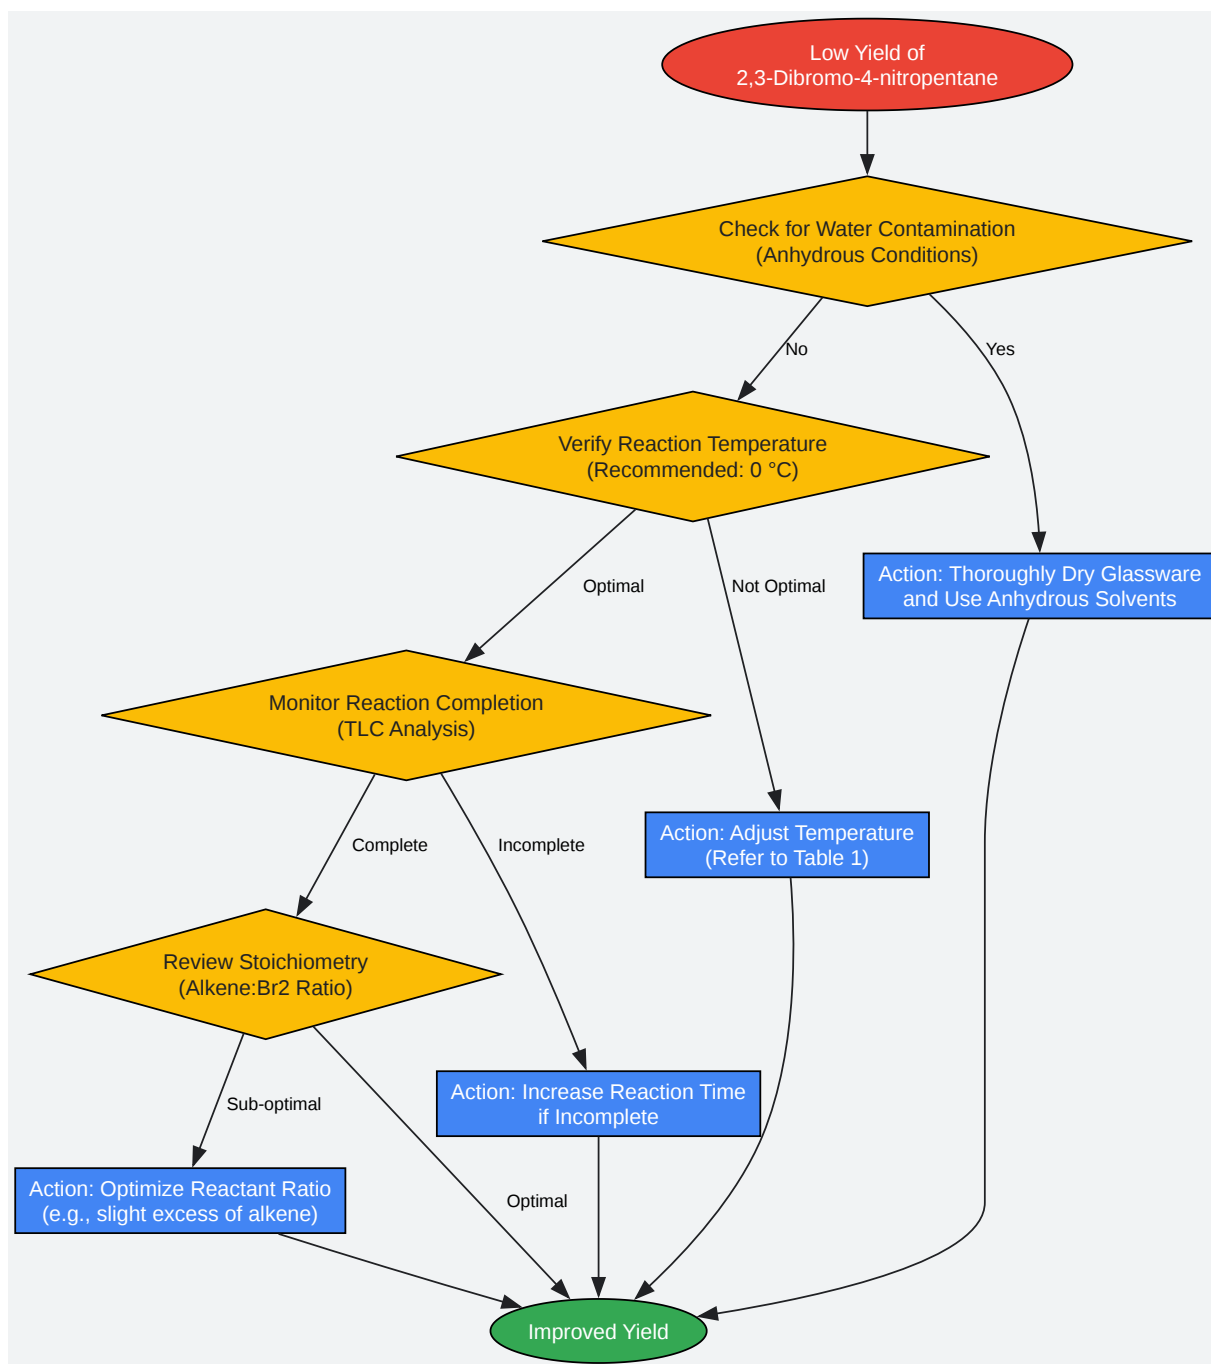 Low Yield of
2,3-Dibromo-4-nitropentane
Check for Water Contamination
(Anhydrous Conditions)
No
Yes
Verify Reaction Temperature
(Recommended: 0 °C)
Action: Thoroughly Dry Glassware
and Use Anhydrous Solvents
Optimal
Not Optimal
Monitor Reaction Completion
(TLC Analysis)
Action: Adjust Temperature
(Refer to Table 1)
Complete
Incomplete
Review Stoichiometry
(Alkene:Br2 Ratio)
Action: Increase Reaction Time
if Incomplete
Sub-optimal
Action: Optimize Reactant Ratio
(e.g., slight excess of alkene)
Optimal
Improved Yield